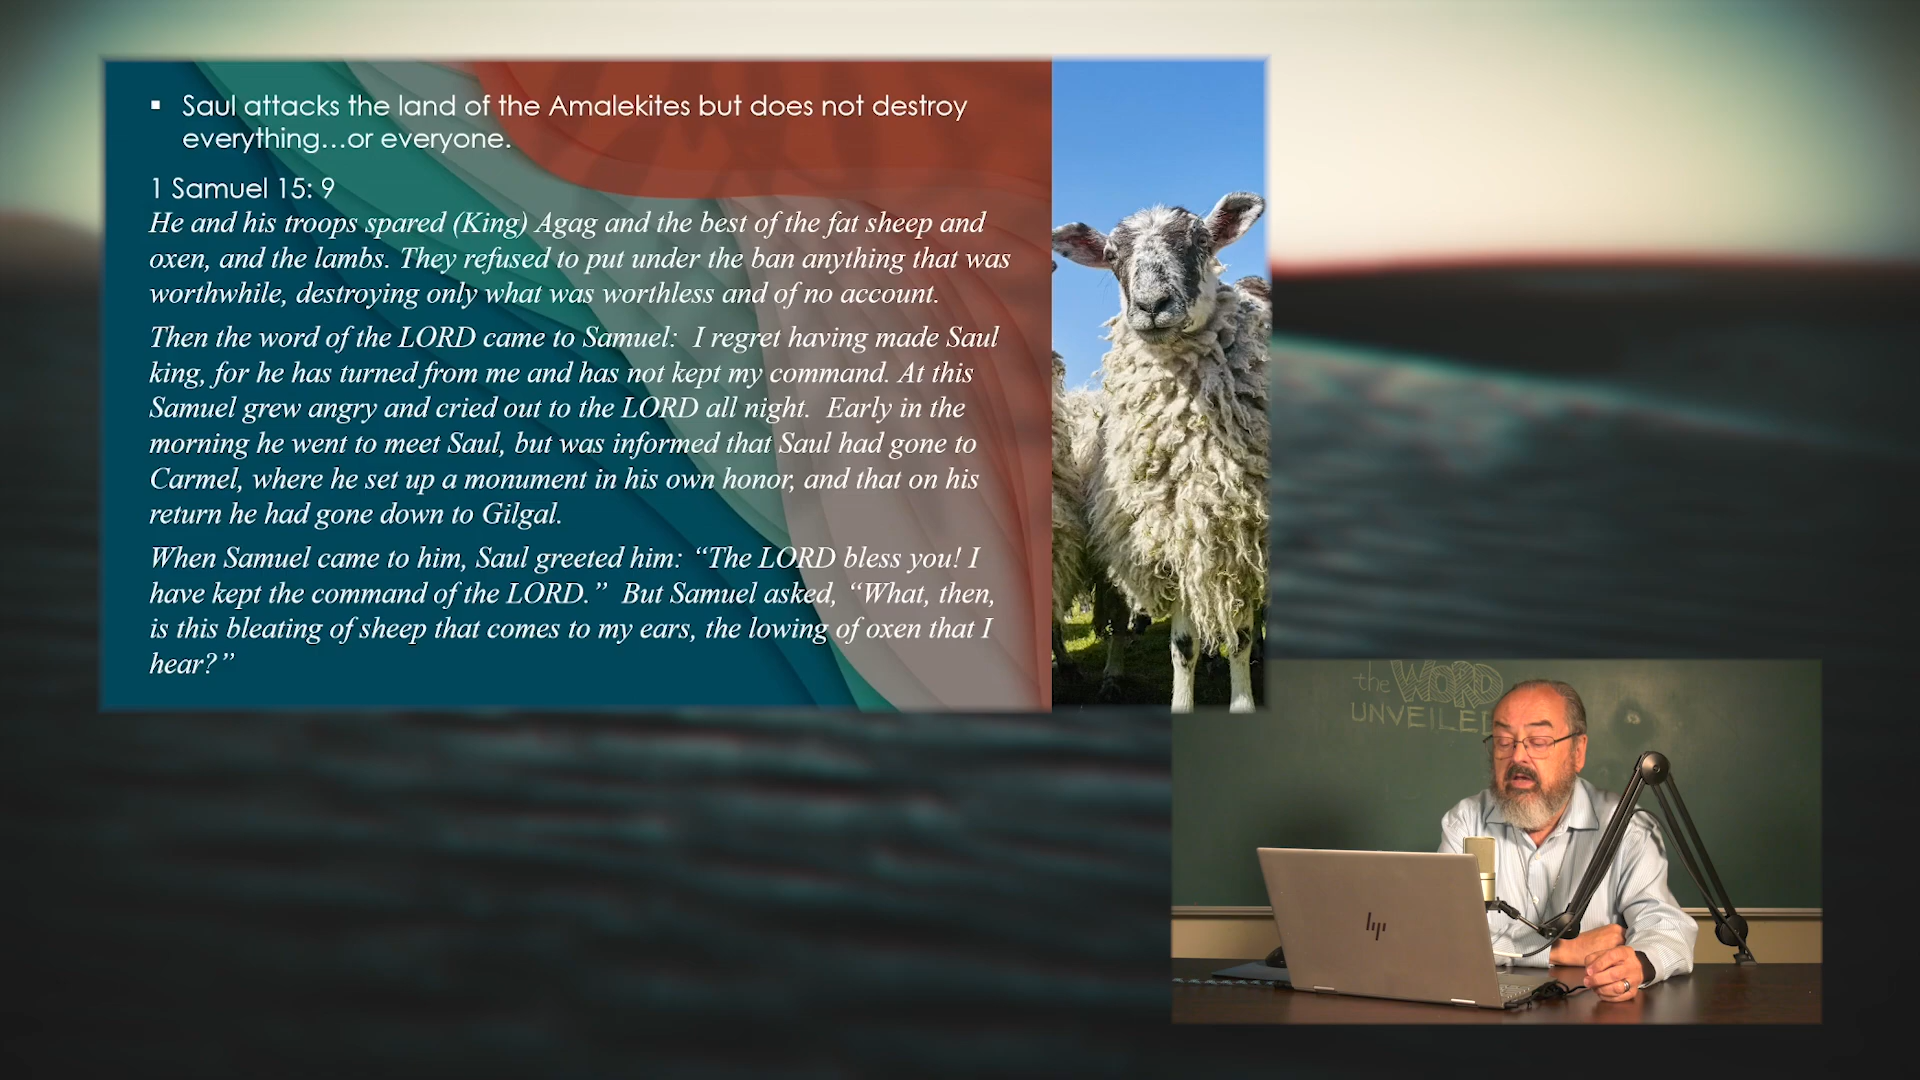 ▪ Saul attacks the land of the Amalekites but does not destroy
everything…or everyone.
1 Samuel 15: 9
He and his troops spared (King) Agag and the best of the fat sheep and
oxen, and the lambs. They refused to put under the ban anything that was
worthwhile, destroying only what was worthless and of no account.
Then the word of the LORD came to Samuel:  I regret having made Saul
king, for he has turned from me and has not kept my command. At this
Samuel grew angry and cried out to the LORD all night.  Early in the
morning he went to meet Saul, but was informed that Saul had gone to
Carmel, where he set up a monument in his own honor, and that on his
return he had gone down to Gilgal.
When Samuel came to him, Saul greeted him: “The LORD bless you! I
have kept the command of the LORD.”  But Samuel asked, “What, then,
is this bleating of sheep that comes to my ears, the lowing of oxen that I
hear?”
the WORD
UNVEILED
hp